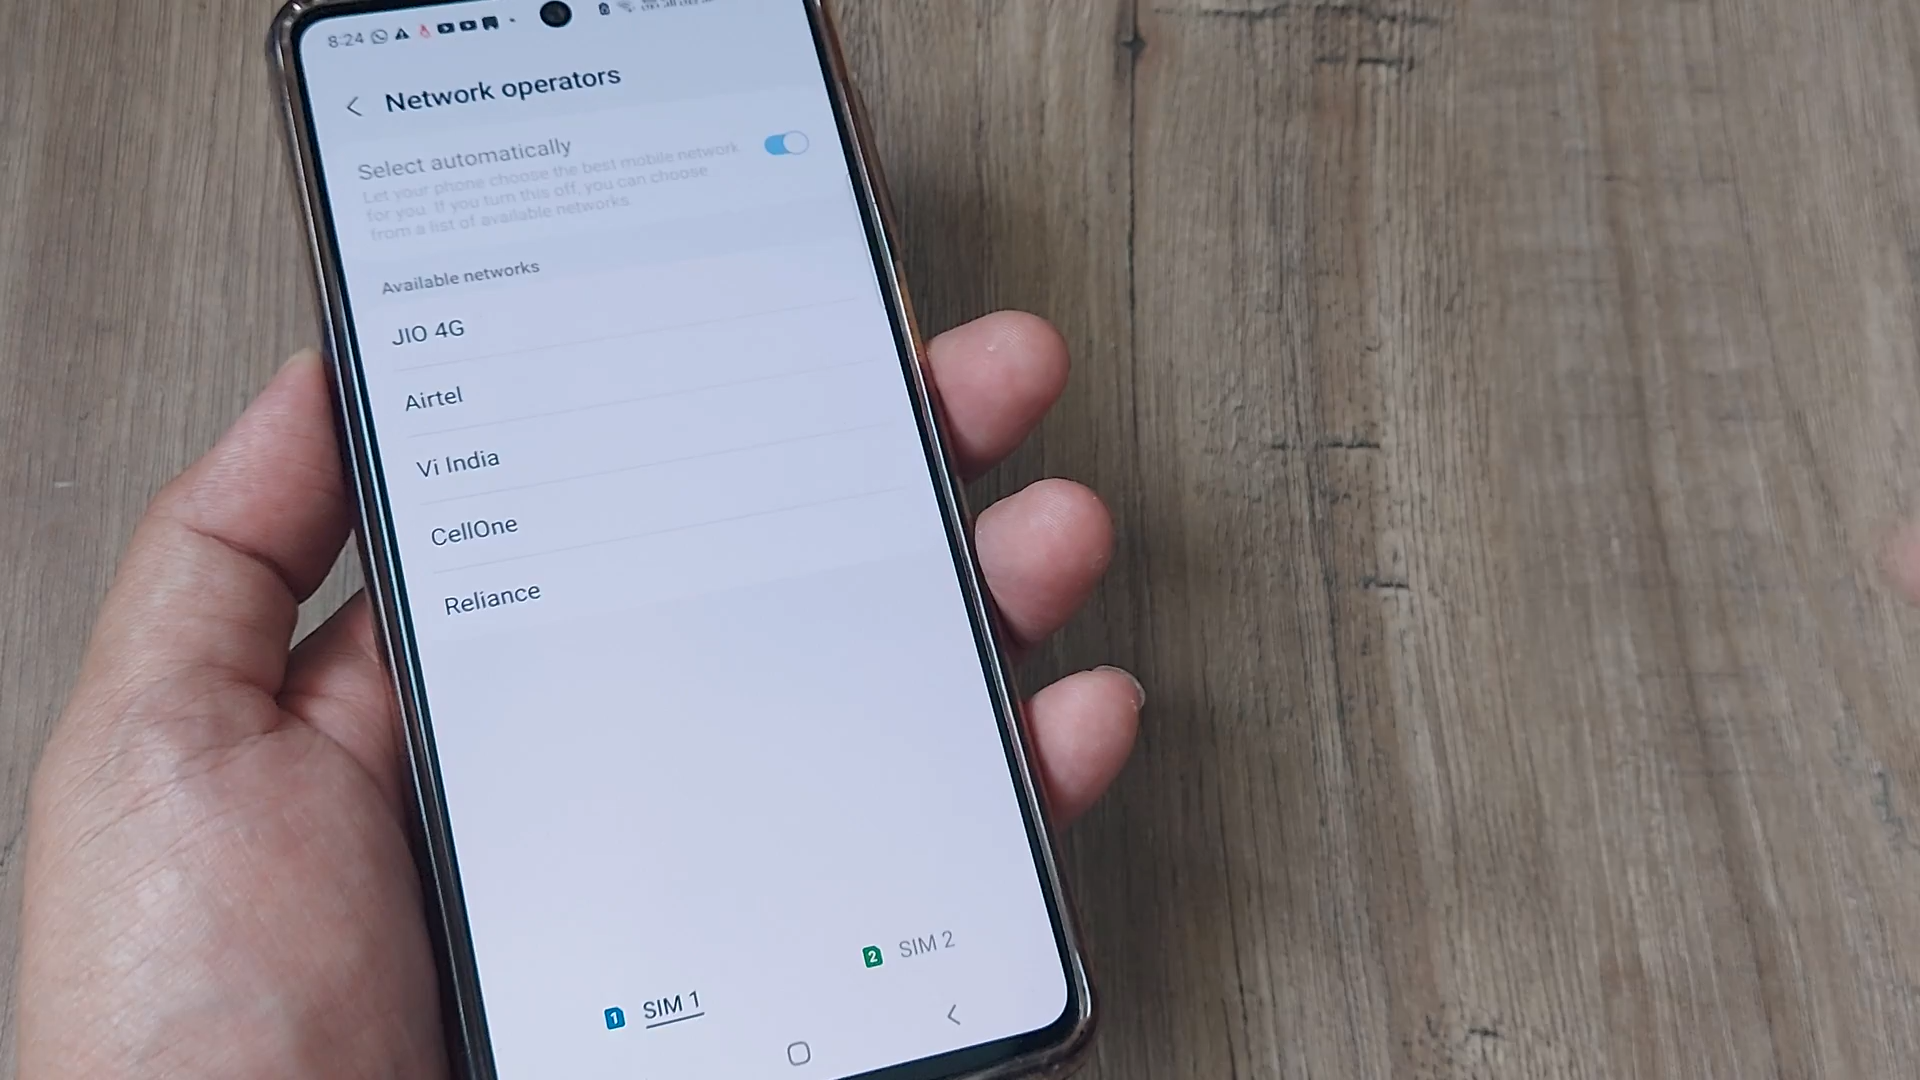 8:24
Network operators
Select automatically
Let your phone choose the best mobile network
for you. If you turn this off, you can choose
from a list of available networks.
Available networks
JIO 4G
Airtel
Vi India
CellOne
Reliance
2 SIM 2
1 SIM 1